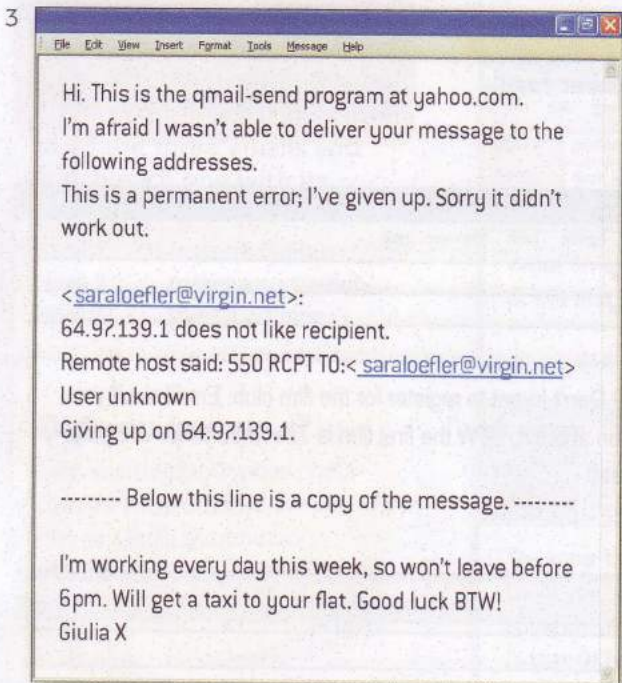 3
File Edit View Insert Format Tools Message Help
Hi. This is the qmail-send program at yahoo.com.
I'm afraid I wasn't able to deliver your message to the
following addresses.
This is a permanent error; I've given up. Sorry it didn't
work out.
<saraloefler@virgin.net>:
64.97.139.1 does not like recipient.
Remote host said: 550 RCPT TO:< saraloefler@virgin.net>
User unknown
Giving up on 64.97.139.1.
--------- Below this line is a copy of the message. ---------
I'm working every day this week, so won't leave before
6pm. Will get a taxi to your flat. Good luck BTW!
Giulia X